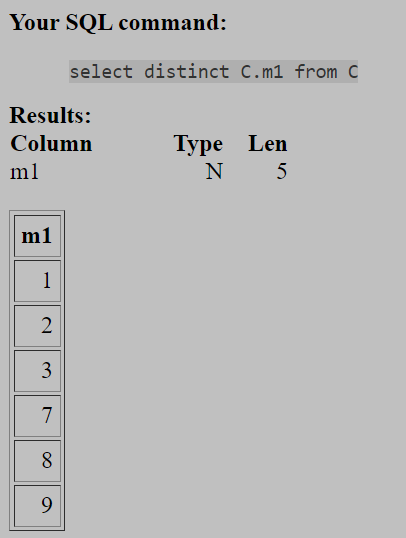 Your SQL command:
select distinct C.m1 from C
Results:
Column Type Len
m1 N 5
m1
1
2
3
7
8
9